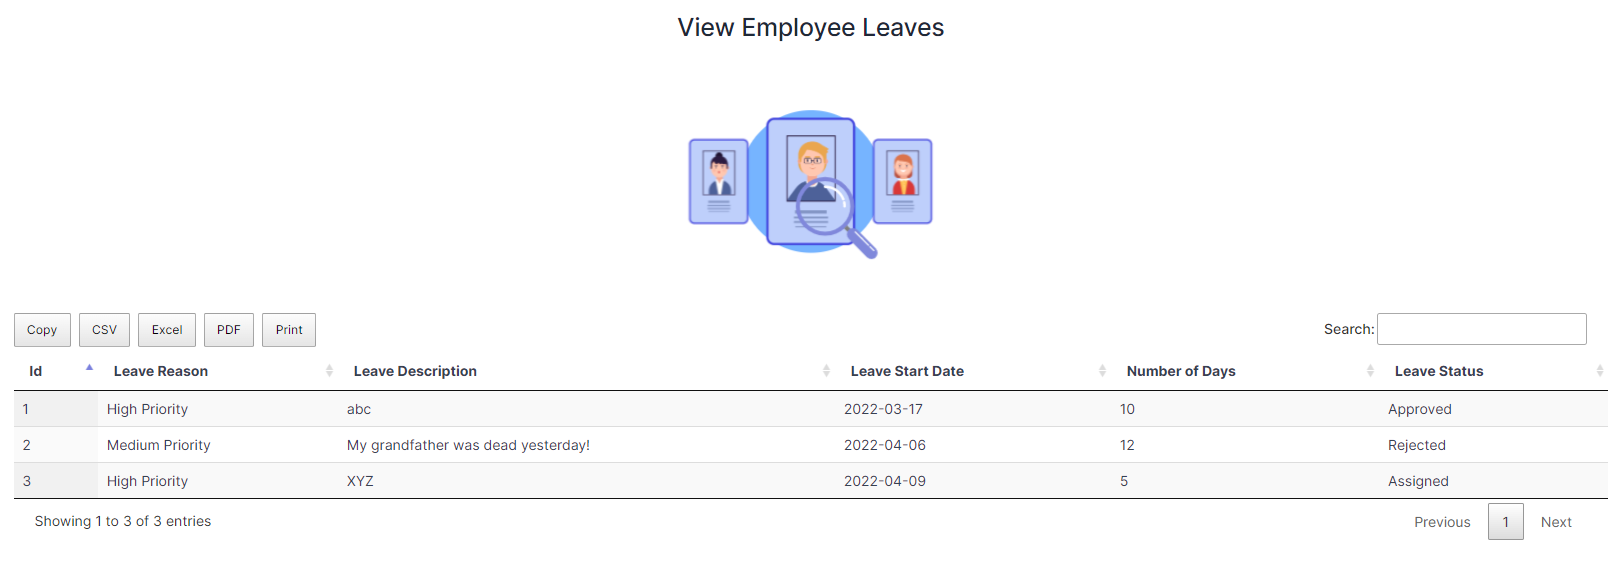 View Employee Leaves
Copy CSV Excel PDF Print Search:
Id Leave Reason Leave Description Leave Start Date Number of Days Leave Status
1 High Priority abc 2022-03-17 10 Approved
2 Medium Priority My grandfather was dead yesterday! 2022-04-06 12 Rejected
3 High Priority XYZ 2022-04-09 5 Assigned
Showing 1 to 3 of 3 entries Previous 1 Next